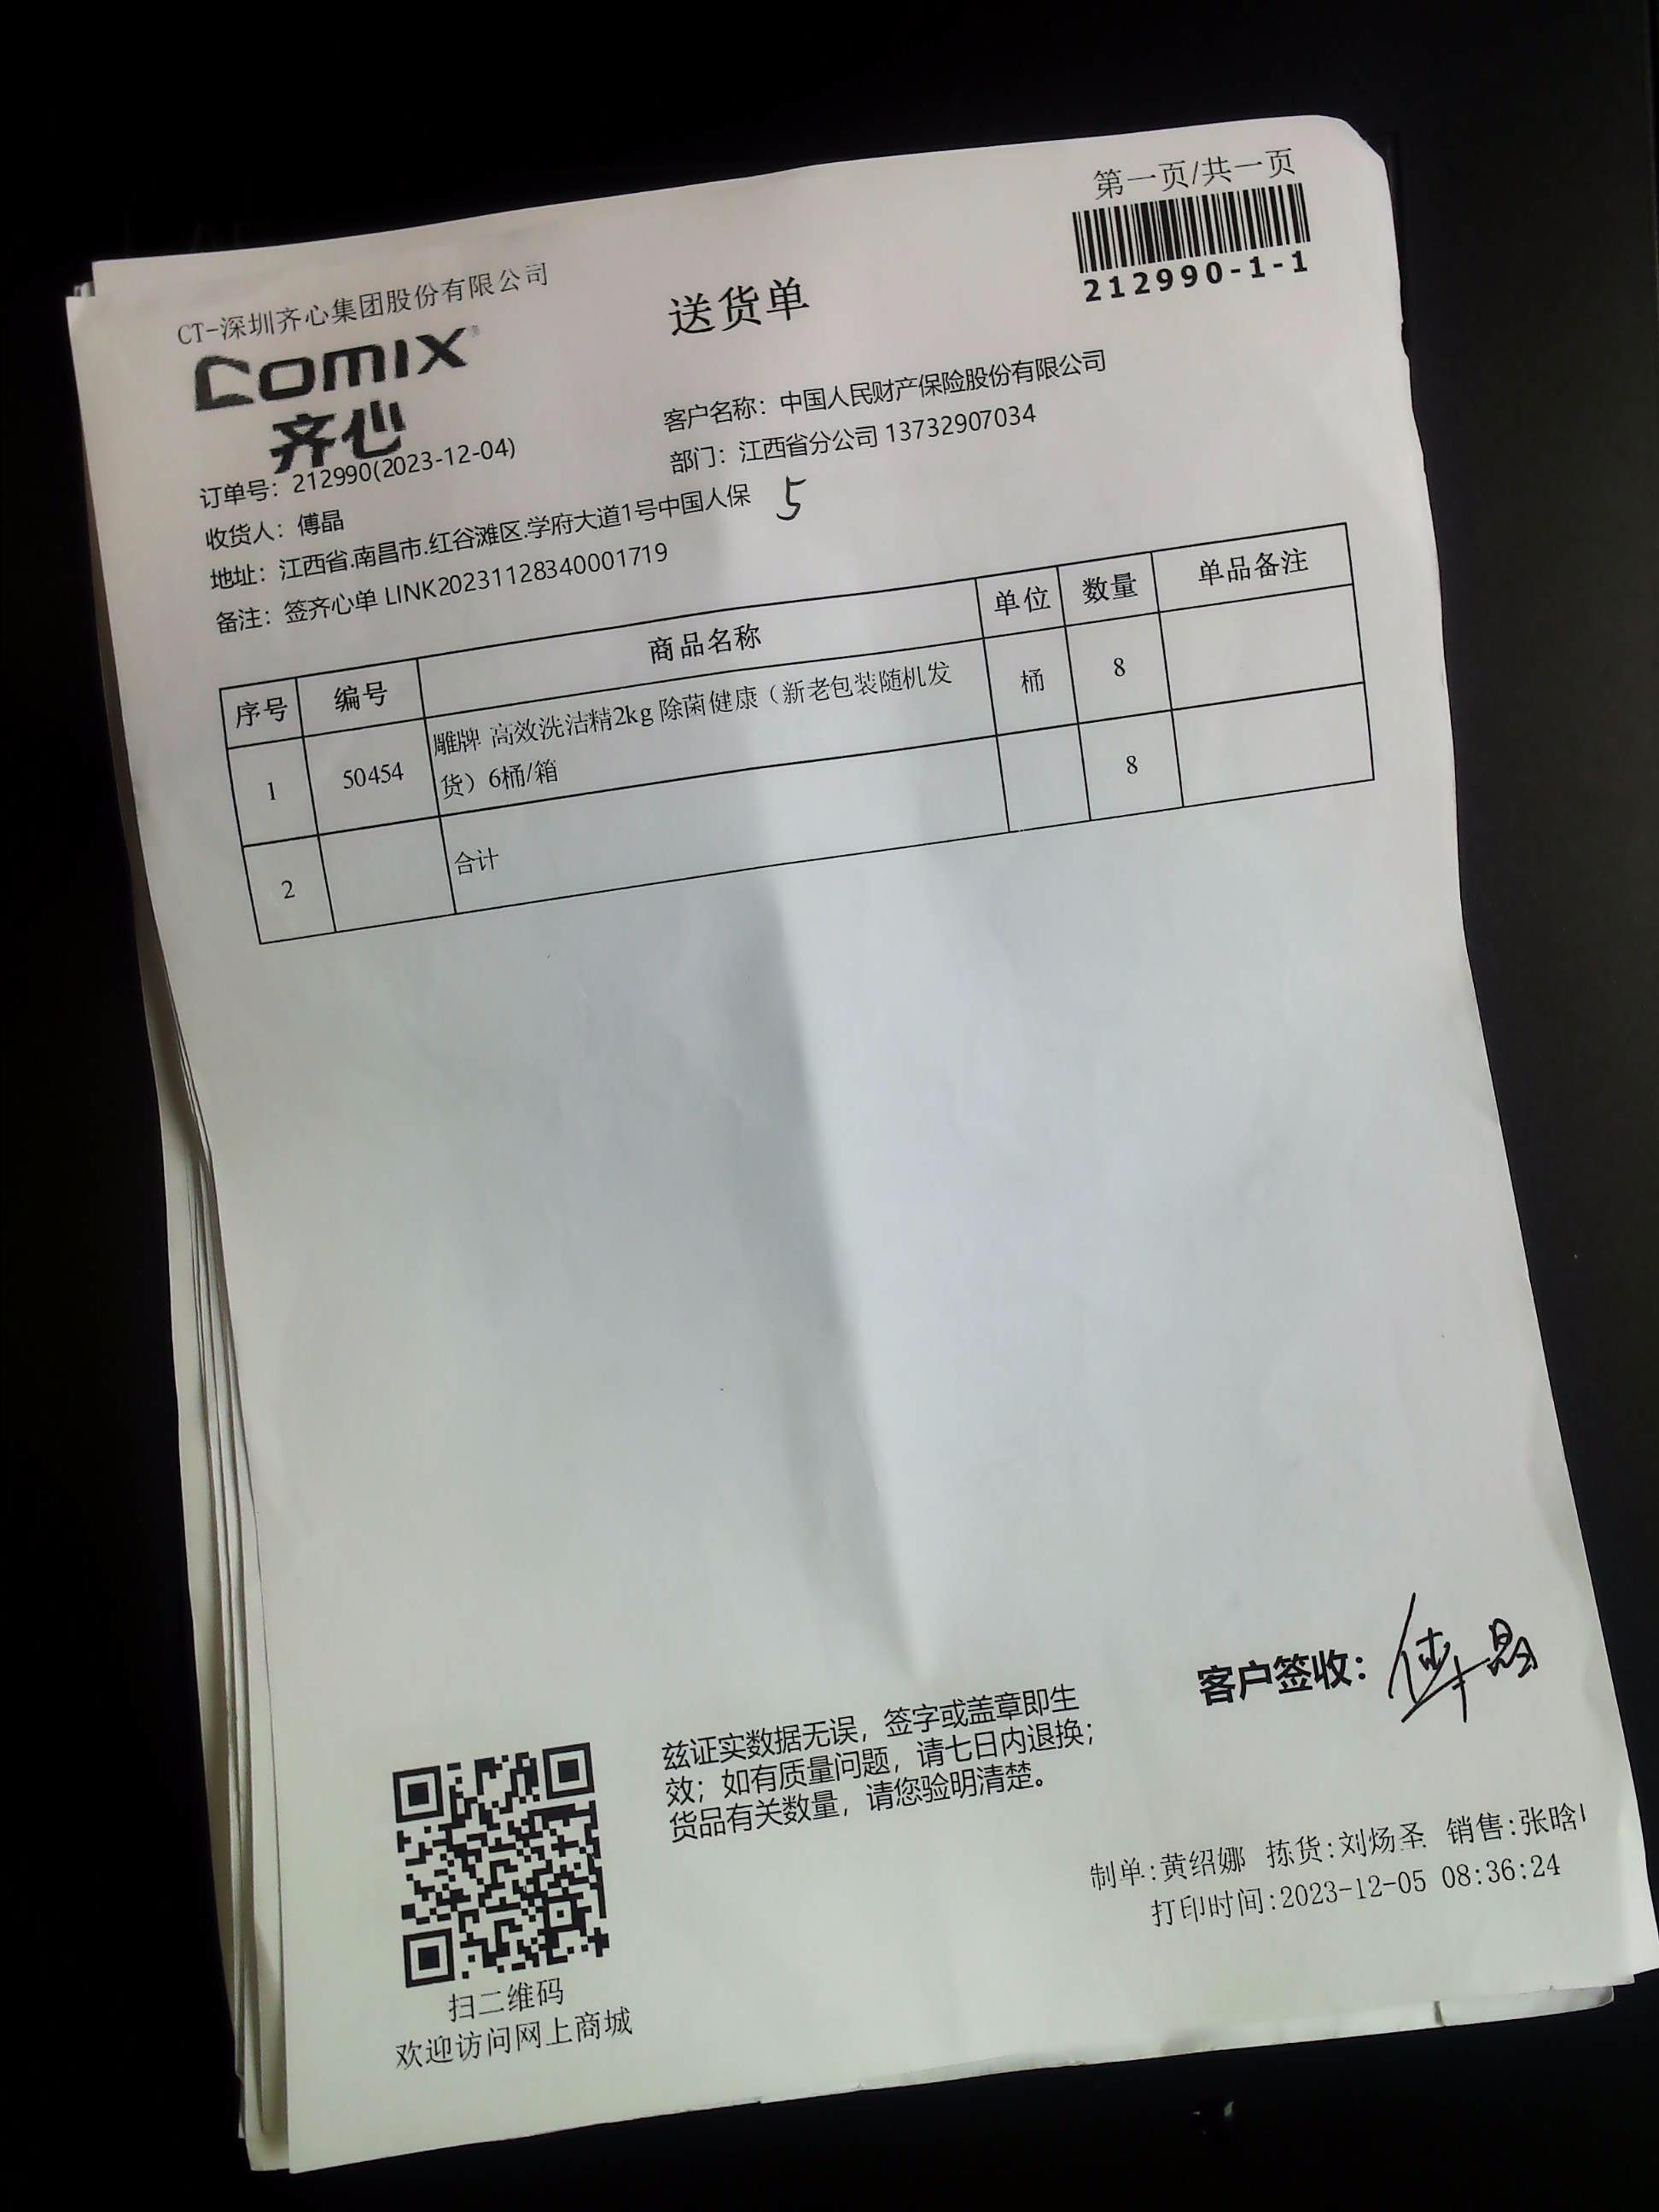 第一页/共一页
212990-1-1
CT-深圳齐心集团股份有限公司
comix
齐心
送货单
订单号：212990(2023-12-04)
客户名称：中国人民财产保险股份有限公司
收货人：傅晶
部门：江西省分公司 13732907034
地址：江西省.南昌市.红谷滩区.学府大道1号中国人保 5
备注：签齐心单 LINK20231128340001719
序号 编号 商品名称 单位 数量 单品备注
1 50454 雕牌 高效洗洁精2kg 除菌健康（新老包装随机发 桶 8
货）6桶/箱
2 合计 8
客户签收：傅晶
兹证实数据无误，签字或盖章即生
效；如有质量问题，请七日内退换；
货品有关数量，请您验明清楚。
制单:黄绍娜 拣货:刘炀圣 销售:张晗
打印时间:2023-12-05 08:36:24
扫二维码
欢迎访问网上商城